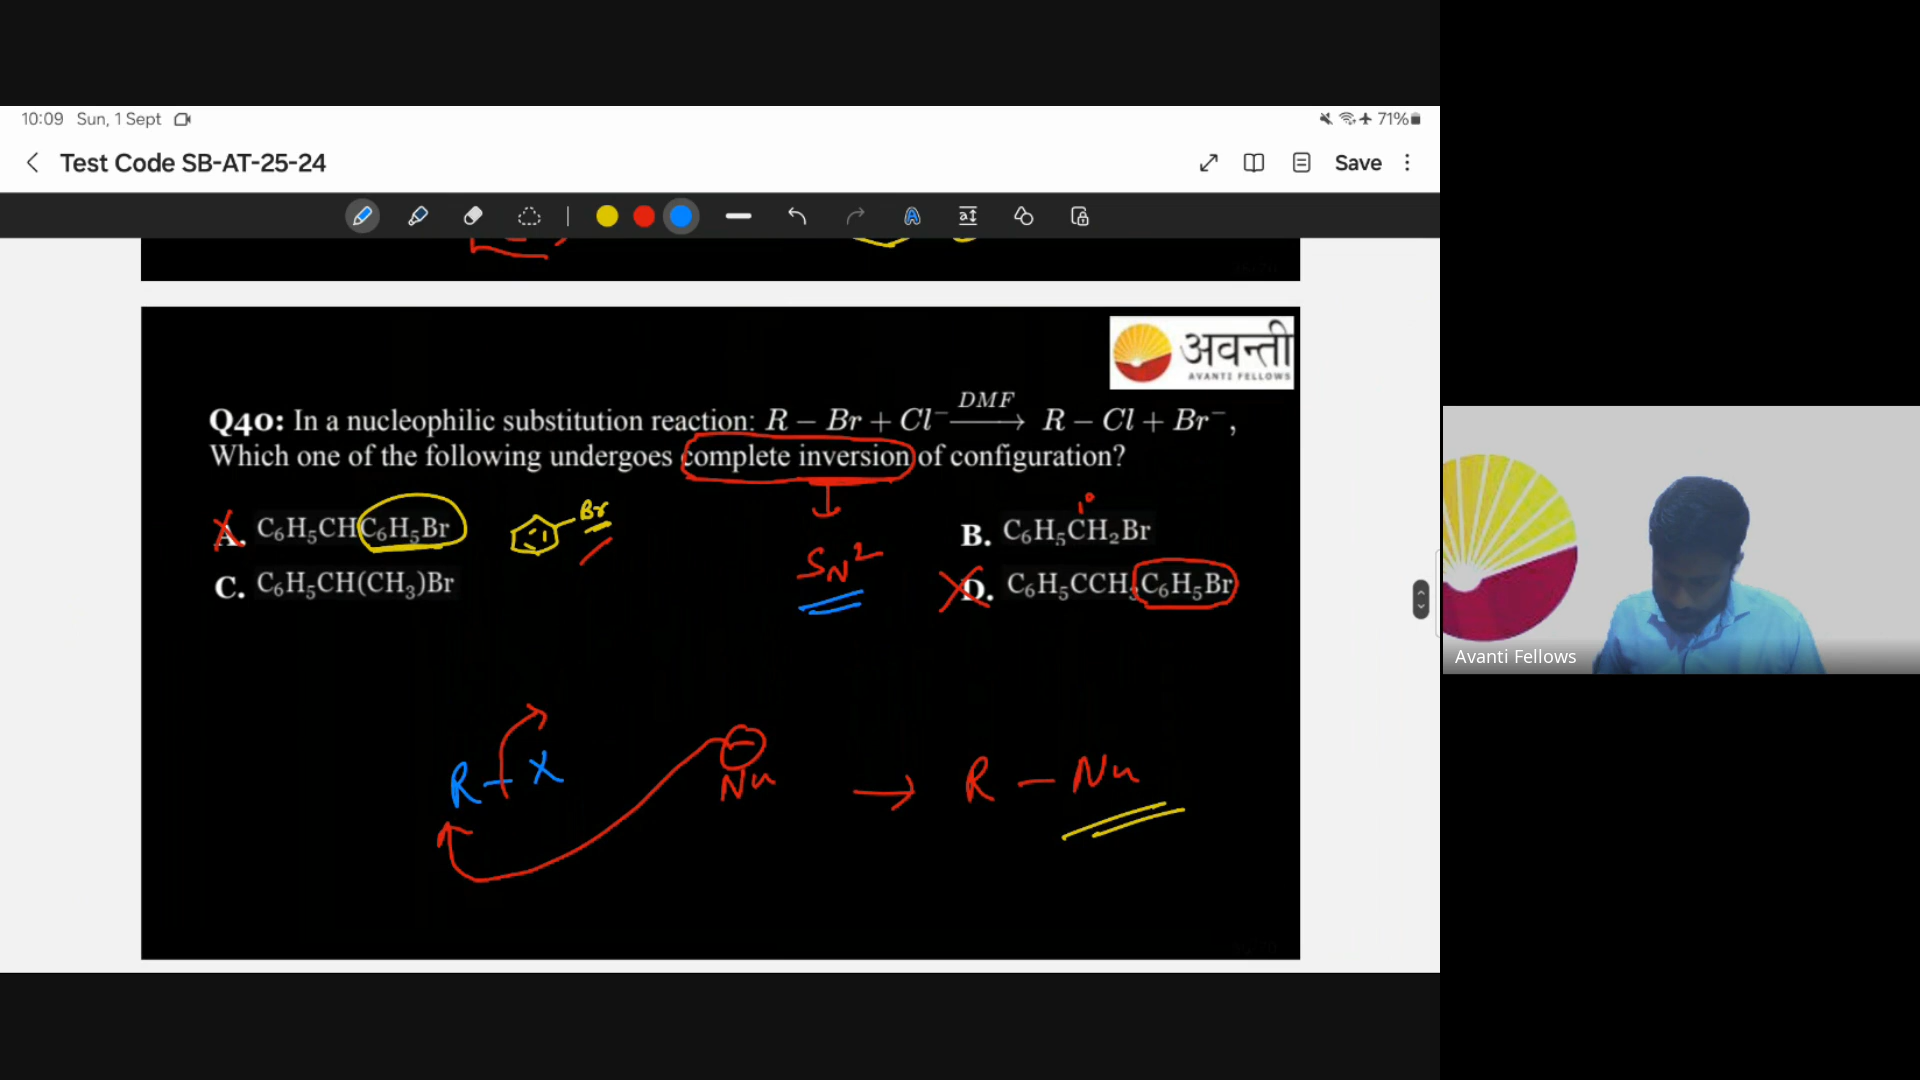 10:09 Sun, 1 Sept
71%
Test Code SB-AT-25-24
Save
अवन्ती
AVANTI FELLOWS
Q40: In a nucleophilic substitution reaction: R − Br + Cl⁻ —DMF→ R − Cl + Br⁻,
Which one of the following undergoes complete inversion of configuration?
A. C₆H₅CHC₆H₅Br
Br
B. C₆H₅CH₂Br
1°
C. C₆H₅CH(CH₃)Br
SN²
D. C₆H₅CCH₃C₆H₅Br
R – X
Nu
⊖
→ R – Nu
Avanti Fellows